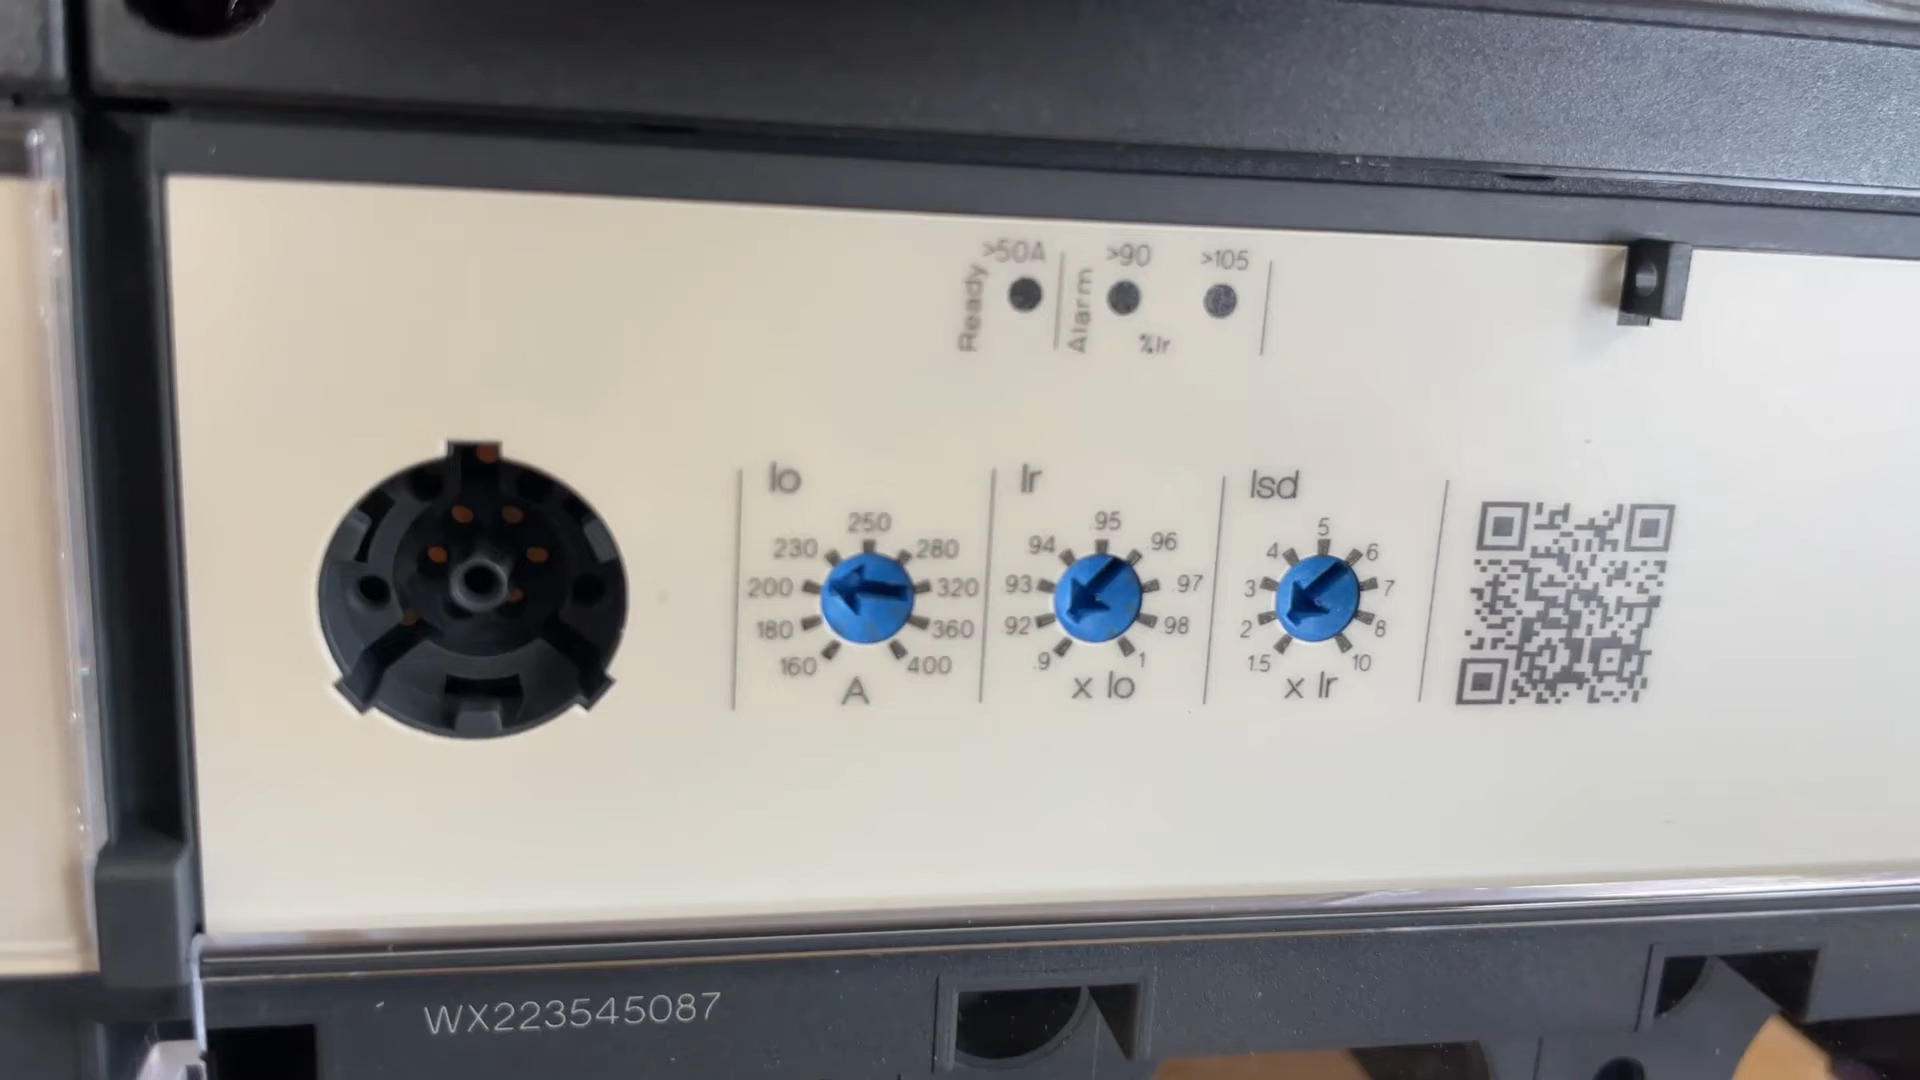 >50A >90 >105
Ready Alarm
%Ir
Io
250
230 280
200 320
180 360
160 400
A
Ir
.95
.94 .96
.93 .97
.92 .98
.9 1
x Io
Isd
5
4 6
3 7
2 8
1.5 10
x Ir
WX223545087